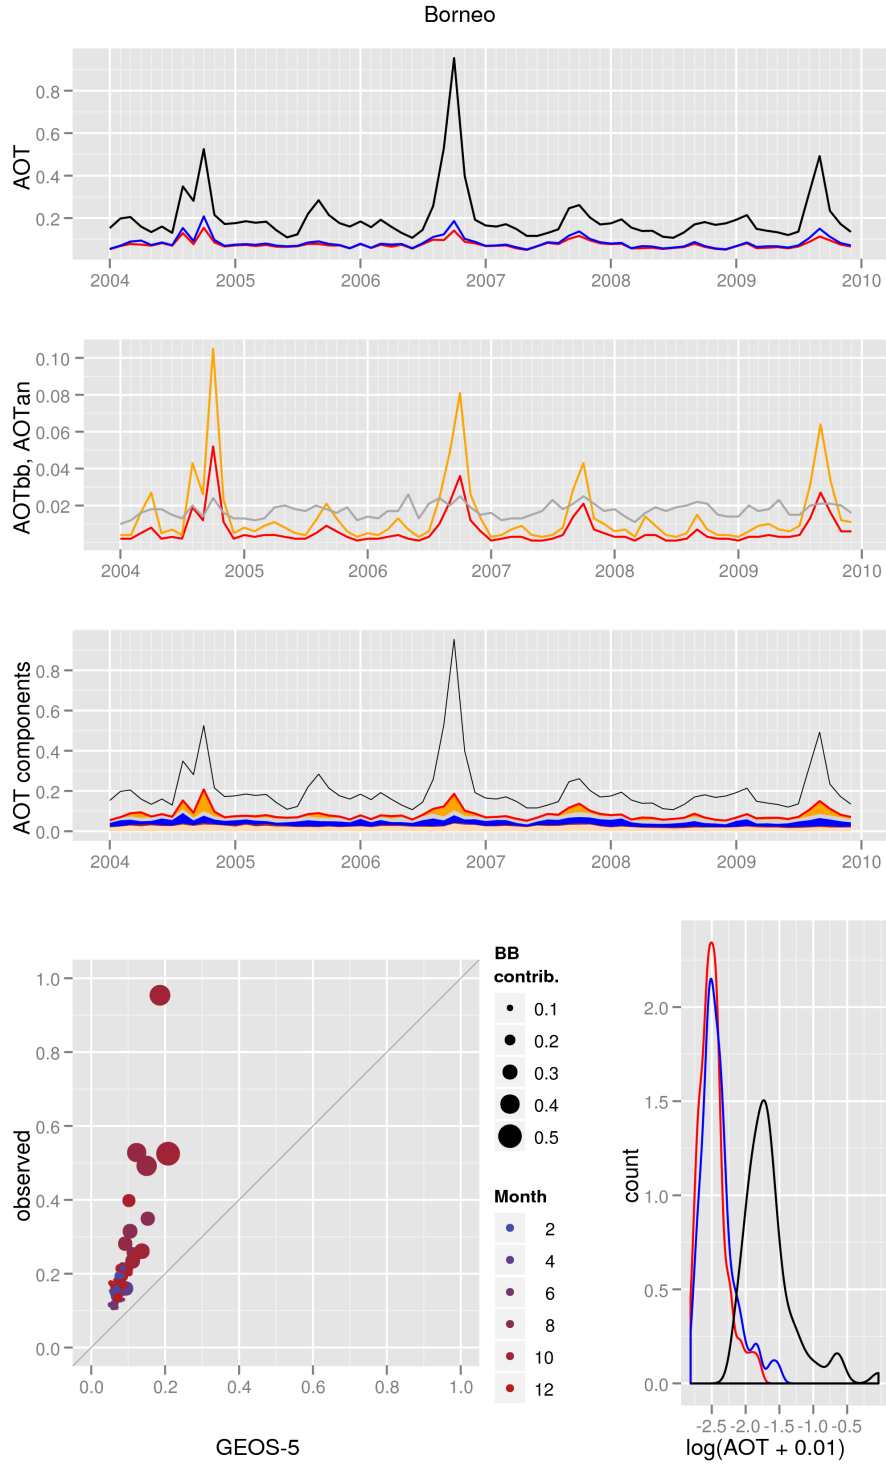 Borneo
AOT
0.8
0.6
0.4
0.2
2004 2005 2006 2007 2008 2009 2010
AOTbb, AOTan
0.10
0.08
0.06
0.04
0.02
2004 2005 2006 2007 2008 2009 2010
AOT components
0.8
0.6
0.4
0.2
0.0
2004 2005 2006 2007 2008 2009 2010
observed
1.0
0.8
0.6
0.4
0.2
0.0
0.0 0.2 0.4 0.6 0.8 1.0
GEOS-5
BB
contrib.
0.1
0.2
0.3
0.4
0.5
Month
2
4
6
8
10
12
count
2.0
1.5
1.0
0.5
0.0
-2.5 -2.0 -1.5 -1.0 -0.5
log(AOT + 0.01)